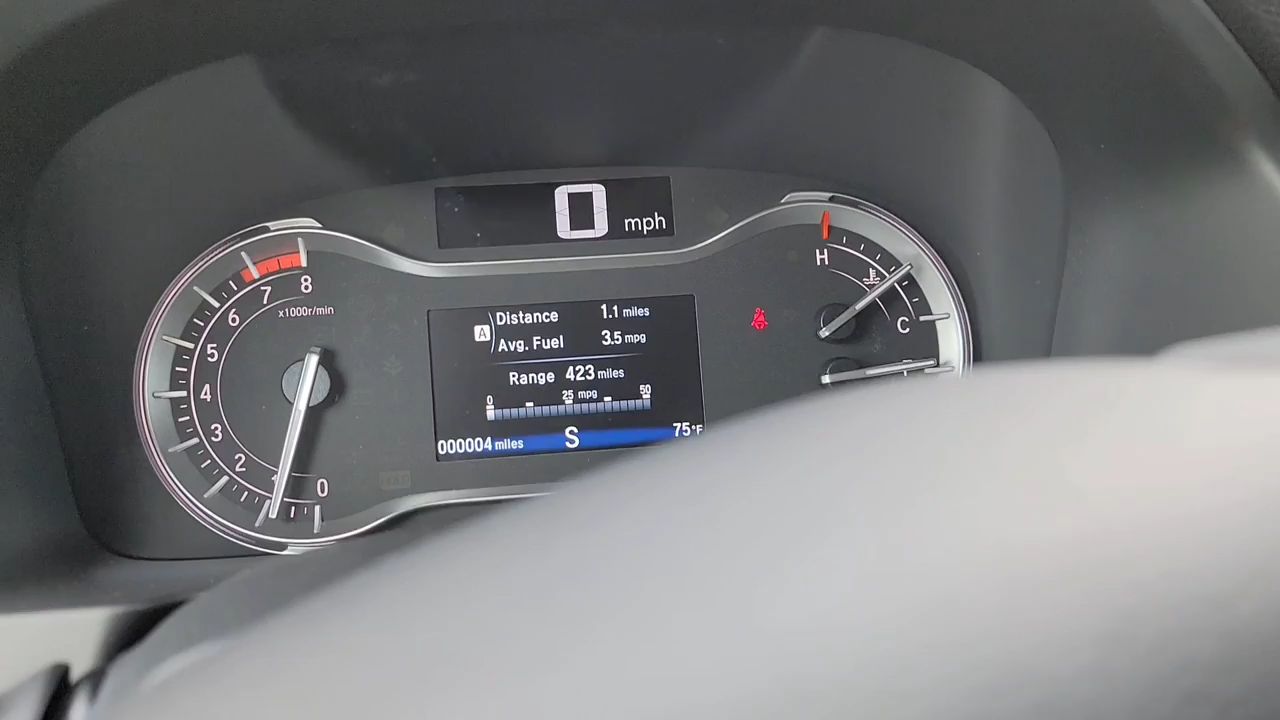 0 mph
8
7
6
x1000r/min
5
4
3
2
1
0
A
Distance 1.1 miles
Avg. Fuel 3.5 mpg
Range 423 miles
0 25 mpg 50
000004 miles S 75°F
H
C